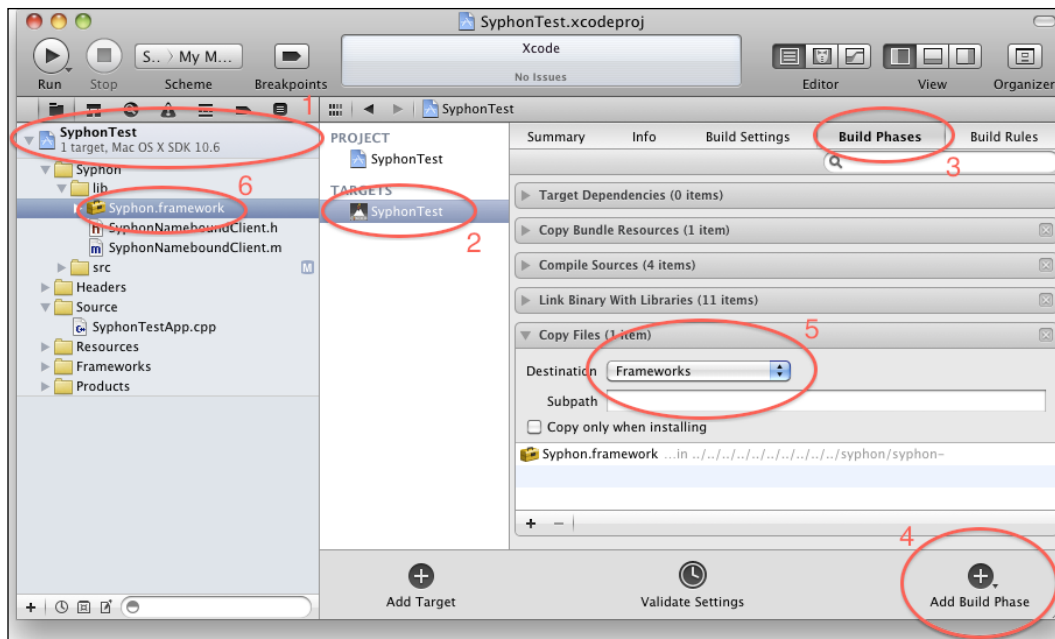 SyphonTest.xcodeproj
S.. › My M...
Xcode
No Issues
Run Stop Scheme Breakpoints Editor View Organizer
1
SyphonTest
SyphonTest
1 target, Mac OS X SDK 10.6
Syphon
lib
6
Syphon.framework
SyphonNameboundClient.h
SyphonNameboundClient.m
src M
Headers
Source
SyphonTestApp.cpp
Resources
Frameworks
Products
PROJECT
SyphonTest
TARGETS
SyphonTest
2
Summary Info Build Settings Build Phases Build Rules
3
Target Dependencies (0 items)
Copy Bundle Resources (1 item)
Compile Sources (4 items)
Link Binary With Libraries (11 items)
Copy Files (1 item)
5
Destination Frameworks
Subpath
Copy only when installing
Syphon.framework ...in ../../../../../../../../../../syphon/syphon-
4
Add Target Validate Settings Add Build Phase